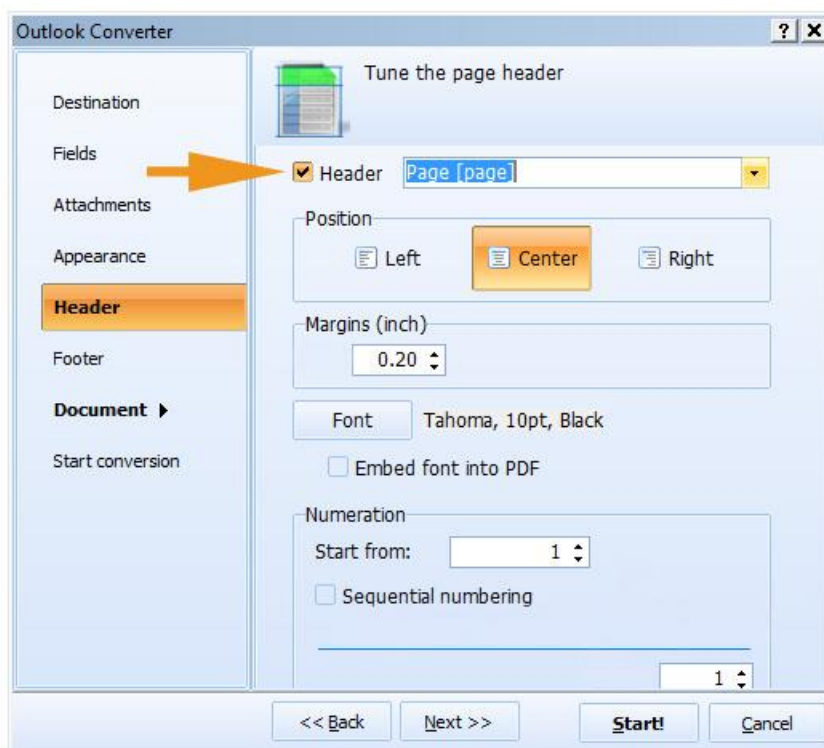 Outlook Converter
Destination
Fields
Attachments
Appearance
Header
Footer
Document
Start conversion
Tune the page header
Header Page [page]
Position
Left Center Right
Margins (inch)
0.20
Font Tahoma, 10pt, Black
Embed font into PDF
Numeration
Start from: 1
Sequential numbering
1
<< Back Next >> Start! Cancel